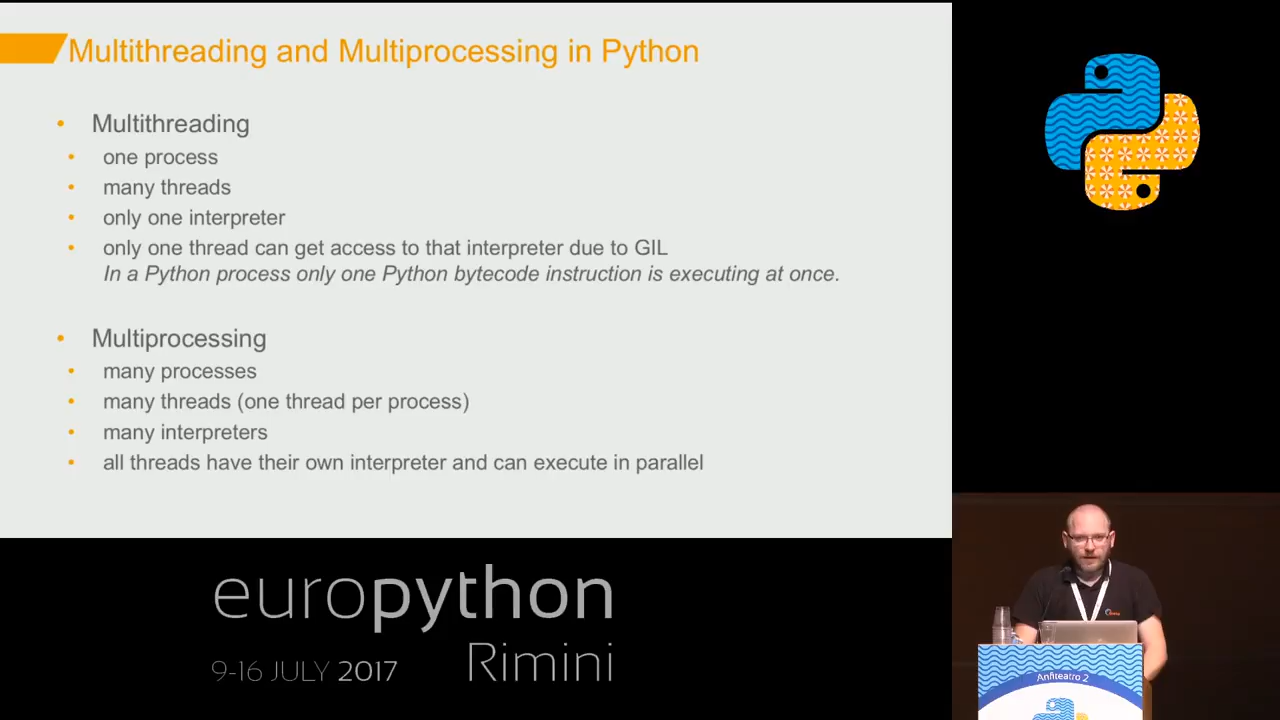 Multithreading and Multiprocessing in Python
• Multithreading
• one process
• many threads
• only one interpreter
• only one thread can get access to that interpreter due to GIL
In a Python process only one Python bytecode instruction is executing at once.
• Multiprocessing
• many processes
• many threads (one thread per process)
• many interpreters
• all threads have their own interpreter and can execute in parallel
europython
9-16 JULY 2017 Rimini
Anfiteatro 2